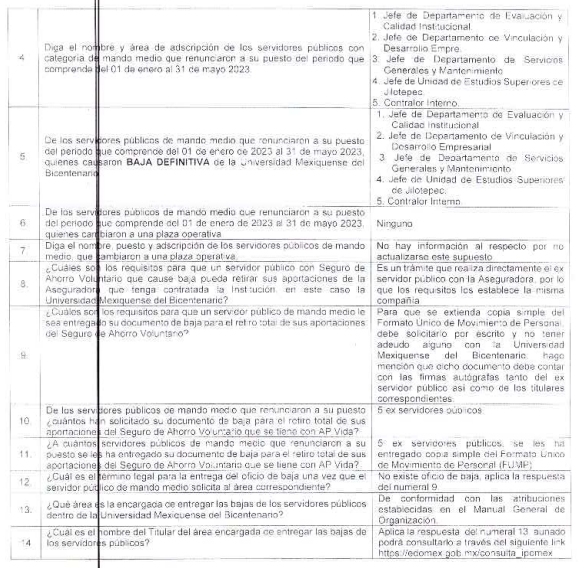 4
Diga el nombre y área de adscripción de los servidores públicos con
categoría de mando medio que renunciaron a su puesto del periodo que
comprende del 01 de enero al 31 de mayo 2023.
1. Jefe de Departamento de Evaluación y
Calidad Institucional
2. Jefe de Departamento de Vinculación y
Desarrollo Empre.
3. Jefe de Departamento de Servicios
Generales y Mantenimiento
4. Jefe de Unidad de Estudios Superiores de
Jilotepec.
5. Contralor Interno.
5
De los servidores públicos de mando medio que renunciaron a su puesto
del periodo que comprende del 01 de enero de 2023 al 31 de mayo 2023,
quienes causaron BAJA DEFINITIVA de la Universidad Mexiquense del
Bicentenario
1. Jefe de Departamento de Evaluación y
Calidad Institucional
2. Jefe de Departamento de Vinculación y
Desarrollo Empresarial
3. Jefe de Departamento de Servicios
Generales y Mantenimiento
4. Jefe de Unidad de Estudios Superiores
de Jilotepec.
5. Contralor Interno
6
De los servidores públicos de mando medio que renunciaron a su puesto
del periodo que comprende del 01 de enero de 2023 al 31 de mayo 2023,
quienes cambiaron a una plaza operativa
Ninguno
7
Diga el nombre, puesto y adscripción de los servidores públicos de mando
medio, que cambiaron a una plaza operativa.
No hay información al respecto por no
actualizarse este supuesto
8.
¿Cuáles son los requisitos para que un servidor público con Seguro de
Ahorro Voluntario que cause baja pueda retirar sus aportaciones de la
Aseguradora que tenga contratada la Institución, en este caso la
Universidad Mexiquense del Bicentenario?
Es un trámite que realiza directamente el ex
servidor público con la Aseguradora, por lo
que los requisitos los establece la misma
compañía
9.
¿Cuáles son los requisitos para que un servidor público de mando medio le
sea entregado su documento de baja para el retiro total de sus aportaciones
del Seguro de Ahorro Voluntario?
Para que se extienda copia simple del
Formato Único de Movimiento de Personal,
debe solicitarlo por escrito y no tener
adeudo alguno con la Universidad
Mexiquense del Bicentenario, hago
mención que dicho documento debe contar
con las firmas autógrafas tanto del ex
servidor público así como de los titulares
correspondientes.
10.
De los servidores públicos de mando medio que renunciaron a su puesto
¿cuántos han solicitado su documento de baja para el retiro total de sus
aportaciones del Seguro de Ahorro Voluntario que se tiene con AP Vida?
5 ex servidores públicos
11.
¿A cuántos servidores públicos de mando medio que renunciaron a su
puesto se les ha entregado su documento de baja para el retiro total de sus
aportaciones del Seguro de Ahorro Voluntario que se tiene con AP Vida?
5 ex servidores públicos, se les ha
entregado copia simple del Formato Único
de Movimiento de Personal (FUMP)
12.
¿Cuál es el término legal para la entrega del oficio de baja una vez que el
servidor público de mando medio solicita al área correspondiente?
No existe oficio de baja, aplica la respuesta
del numeral 9
13.
¿Qué área es la encargada de entregar las bajas de los servidores públicos
dentro de la Universidad Mexiquense del Bicentenario?
De conformidad con las atribuciones
establecidas en el Manual General de
Organización.
14
¿Cuál es el nombre del Titular del área encargada de entregar las bajas de
los servidores públicos?
Aplica la respuesta del numeral 13, aunado
podrá consultarlo a través del siguiente link
https://edomex.gob.mx/consulta_ipomex